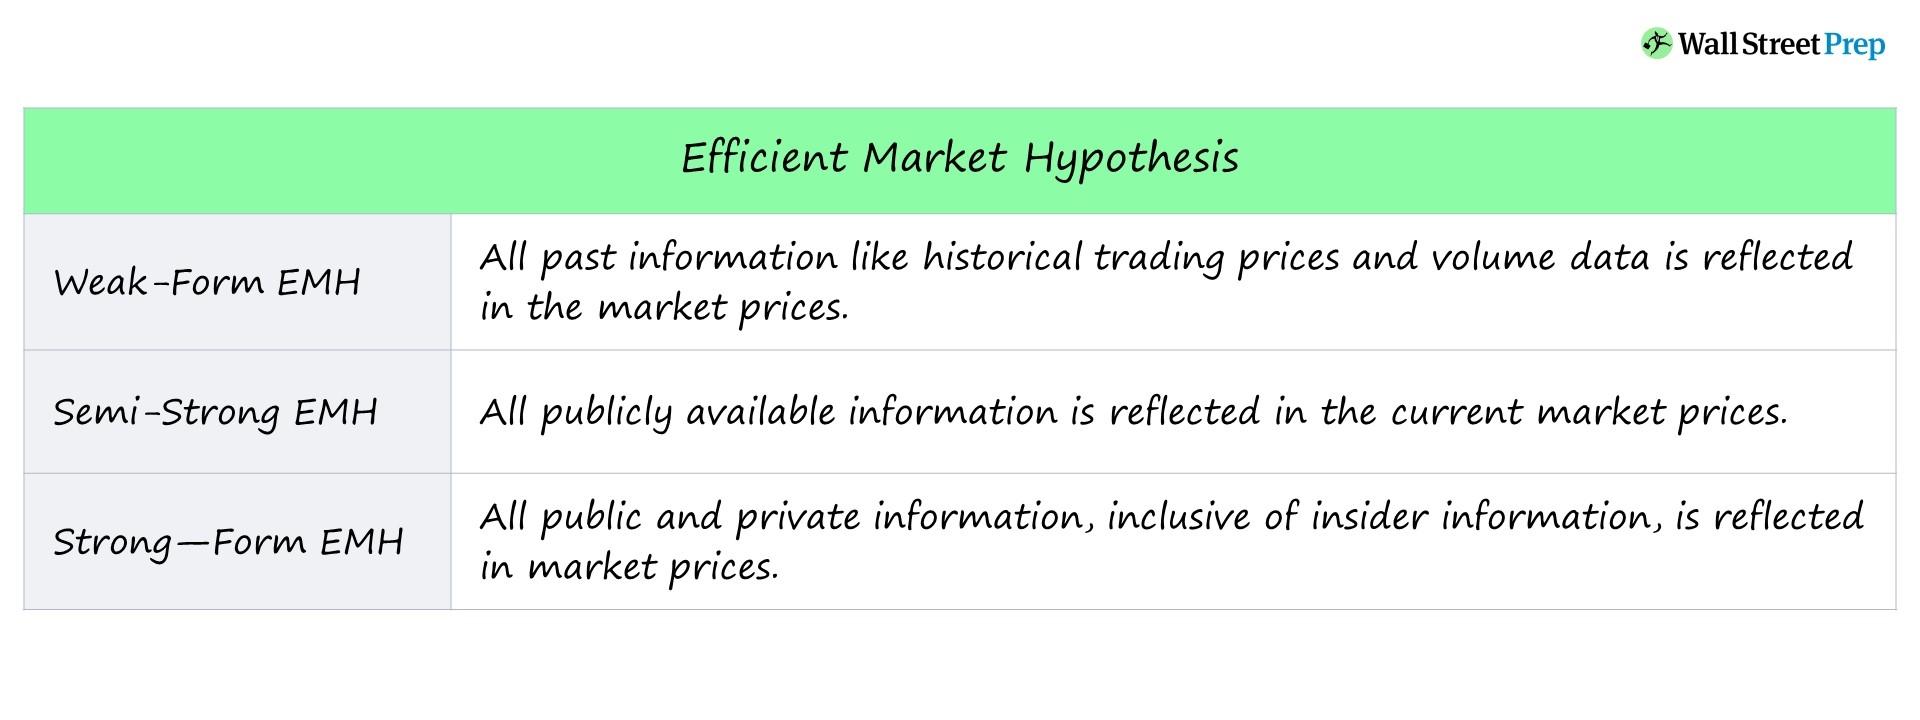 Wall Street Prep
Efficient Market Hypothesis
Weak-Form EMH
All past information like historical trading prices and volume data is reflected
in the market prices.
Semi-Strong EMH
All publicly available information is reflected in the current market prices.
Strong—Form EMH
All public and private information, inclusive of insider information, is reflected
in market prices.